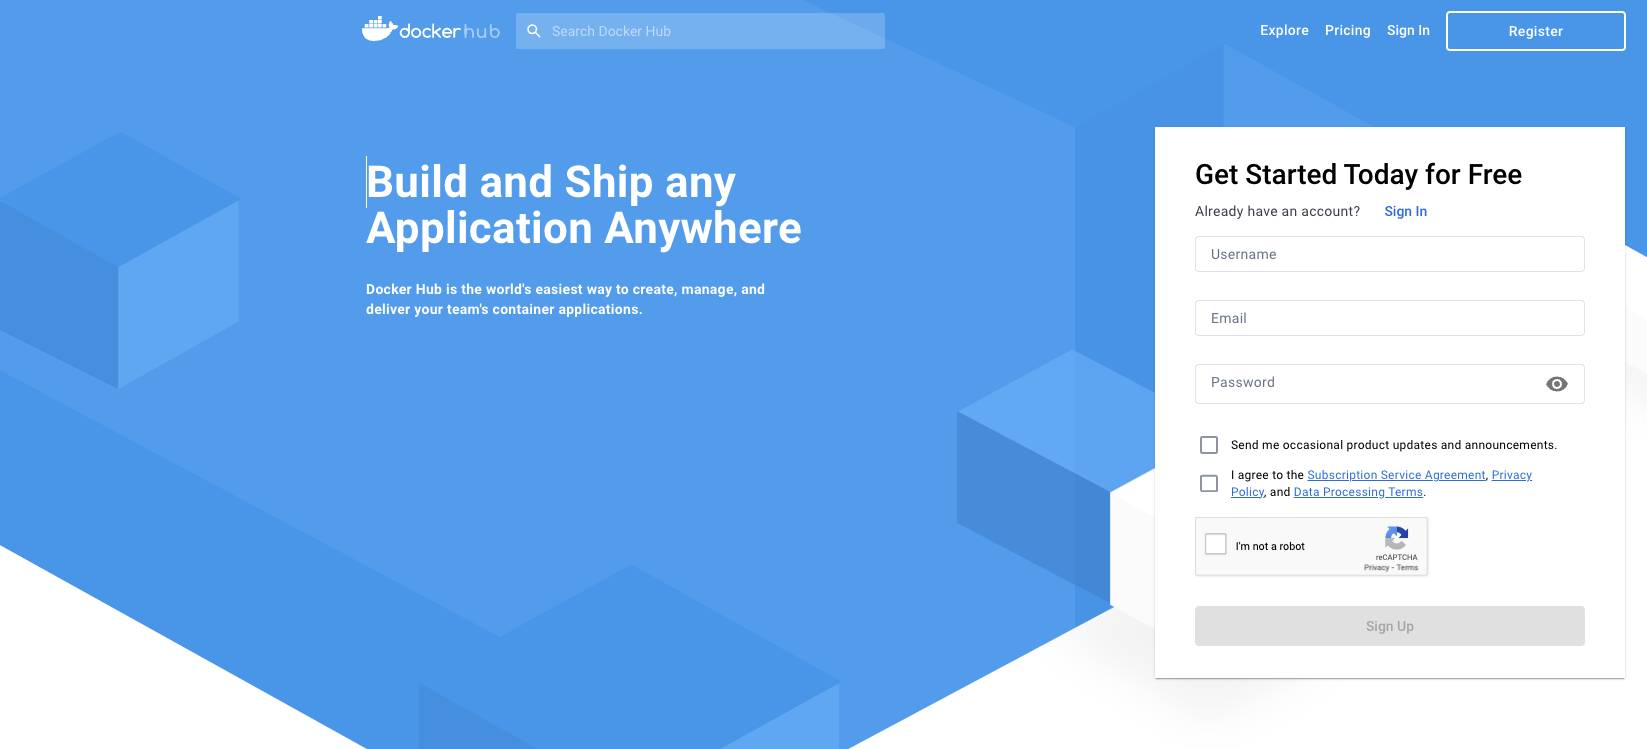 docker hub
Search Docker Hub
Explore
Pricing
Sign In
Register
Build and Ship any
Application Anywhere
Docker Hub is the world's easiest way to create, manage, and
deliver your team's container applications.
Get Started Today for Free
Already have an account? Sign In
Username
Email
Password
Send me occasional product updates and announcements.
I agree to the Subscription Service Agreement, Privacy
Policy, and Data Processing Terms.
I'm not a robot
reCAPTCHA
Privacy - Terms
Sign Up